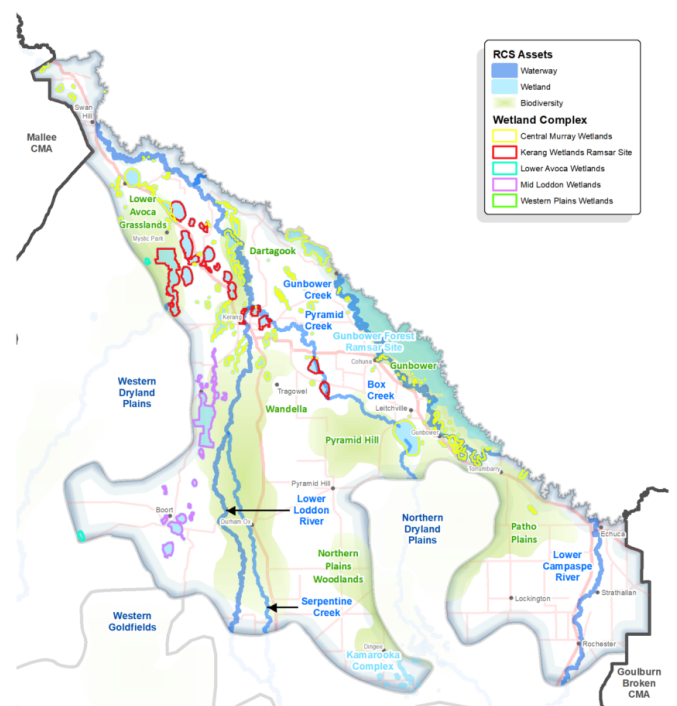 RCS Assets
Waterway
Wetland
Biodiversity
Wetland Complex
Central Murray Wetlands
Kerang Wetlands Ramsar Site
Lower Avoca Wetlands
Mid Loddon Wetlands
Western Plains Wetlands
Swan
Hill
Mallee
CMA
Lower
Avoca
Grasslands
Mystic Park
Dartagook
Gunbower
Creek
Pyramid
Creek
Kerang
Gunbower Forest
Ramsar Site
Cohuna
Gunbower
Western
Dryland
Plains
Tragowel
Box
Creek
Wandella
Leitchville
Gunbower
Pyramid Hill
Torrumbarry
Pyramid Hill
Lower
Loddon
River
Boort
Durham Ox
Northern
Dryland
Plains
Patho
Plains
Echuca
Lower
Campaspe
River
Northern
Plains
Woodlands
Strathallan
Lockington
Serpentine
Creek
Western
Goldfields
Rochester
Dingee
Kamarooka
Complex
Goulburn
Broken
CMA